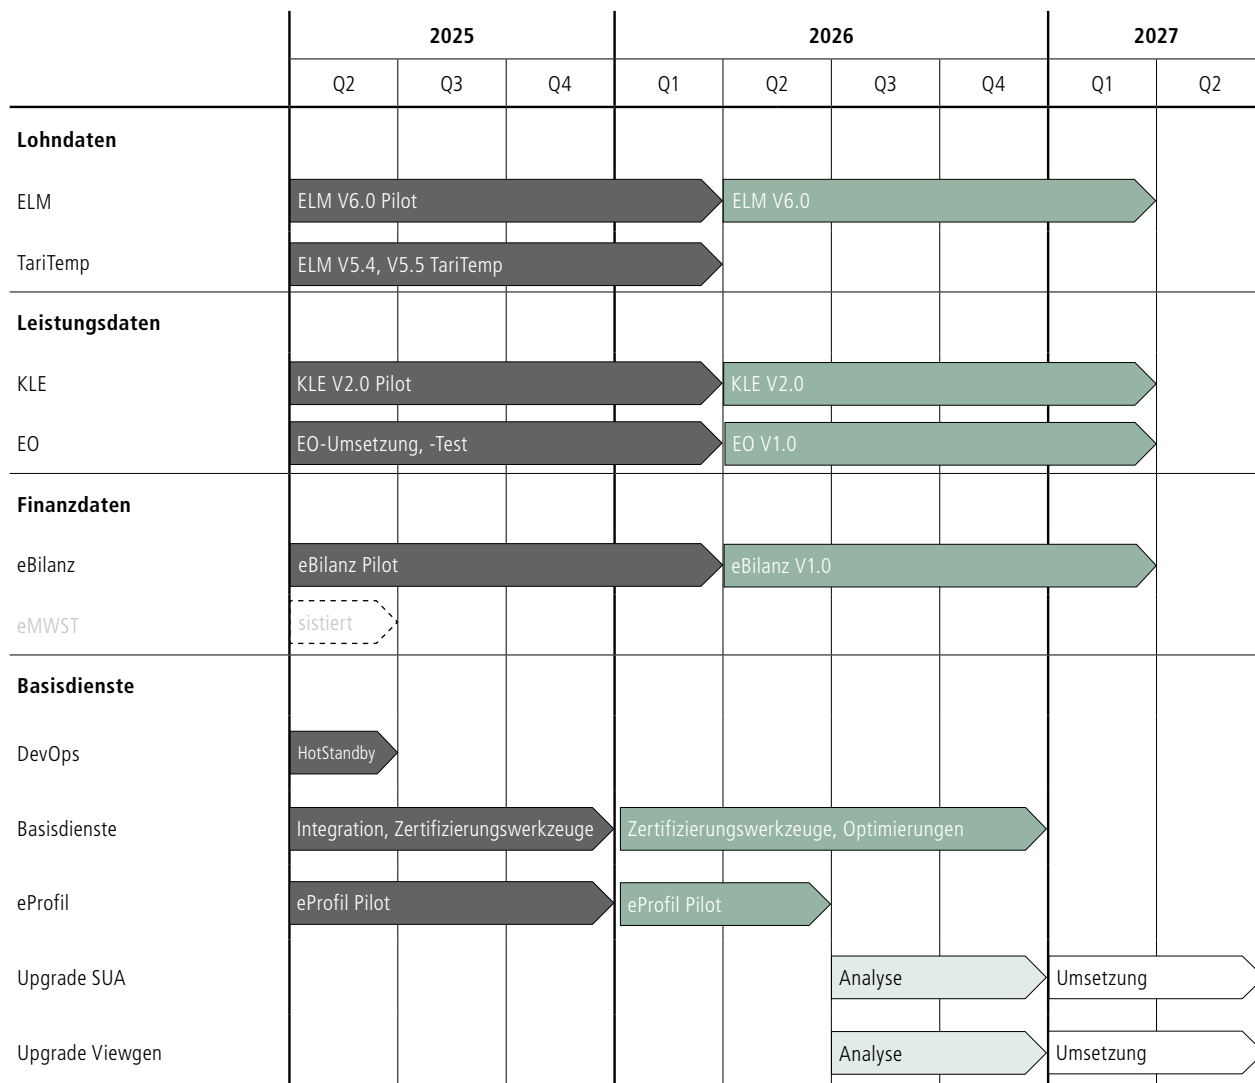 2025 2026 2027
Q2 Q3 Q4 Q1 Q2 Q3 Q4 Q1 Q2
Lohndaten
ELM ELM V6.0 Pilot ELM V6.0
TariTemp ELM V5.4, V5.5 TariTemp
Leistungsdaten
KLE KLE V2.0 Pilot KLE V2.0
EO EO-Umsetzung, -Test EO V1.0
Finanzdaten
eBilanz eBilanz Pilot eBilanz V1.0
eMWST sistiert
Basisdienste
DevOps HotStandby
Basisdienste Integration, Zertifizierungswerkzeuge Zertifizierungswerkzeuge, Optimierungen
eProfil eProfil Pilot eProfil Pilot
Upgrade SUA Analyse Umsetzung
Upgrade Viewgen Analyse Umsetzung